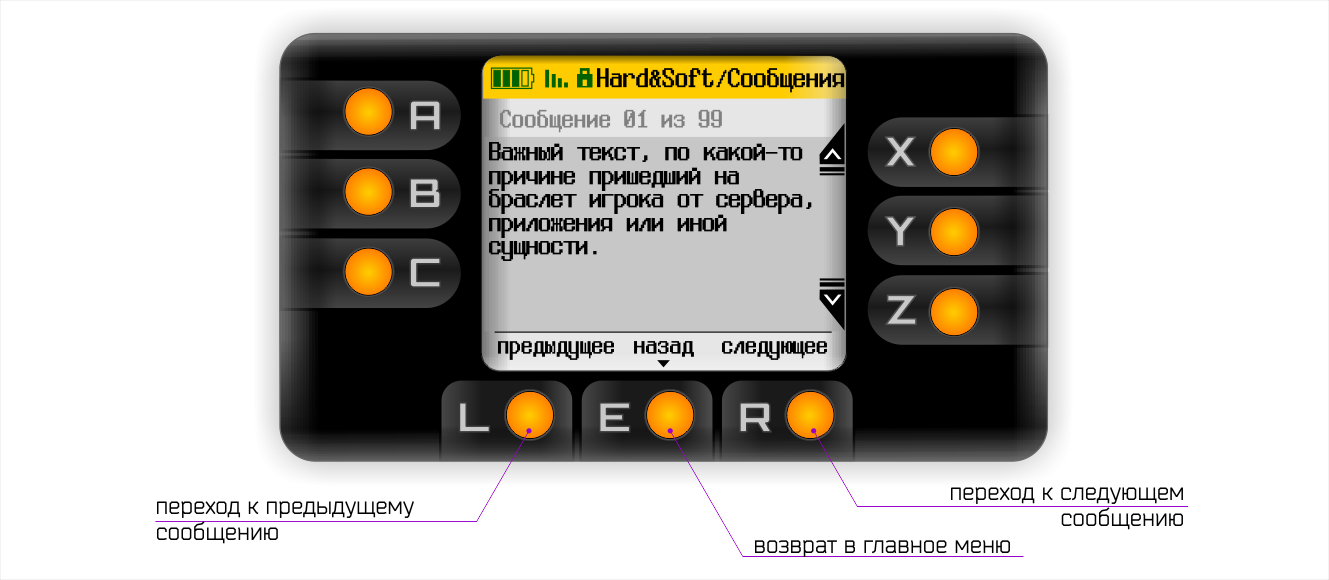 Hard&Soft/Сообщения
Сообщение 01 из 99
Важный текст, по какой-то
причине пришедший на
браслет игрока от сервера,
приложения или иной
сущности.
предыдущее назад следующее
A
B
C
X
Y
Z
L E R
переход к предыдущему
сообщению
возврат в главное меню
переход к следующем
сообщению